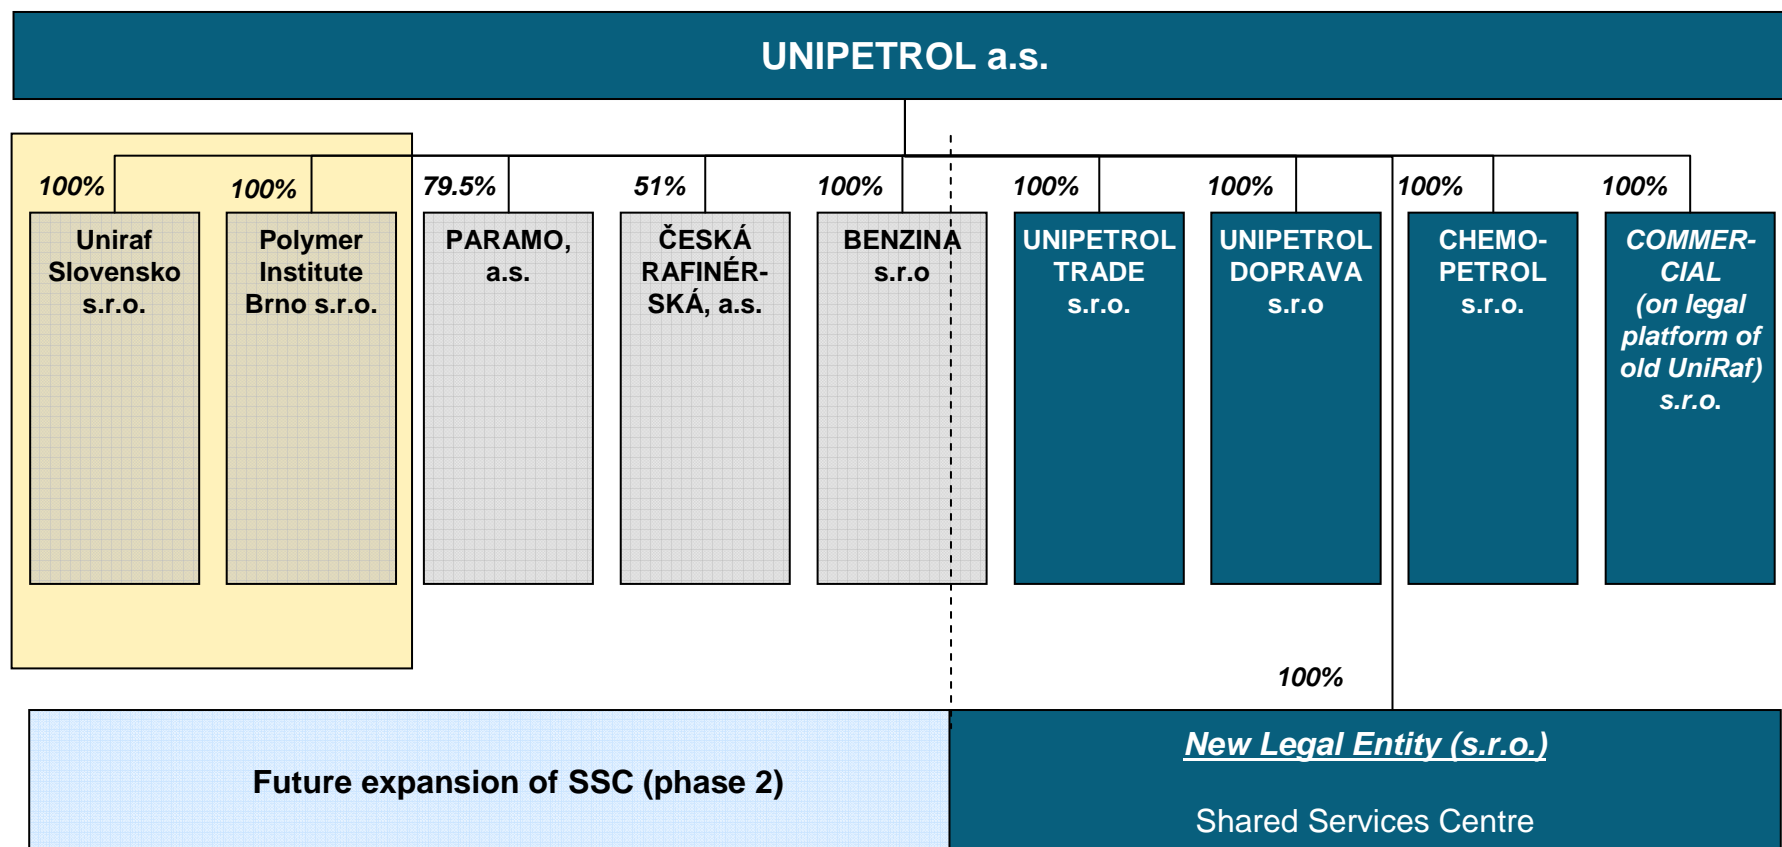 UNIPETROL a.s.
100%
100%
79.5%
51%
100%
100%
100%
100%
100%
Uniraf
Slovensko
s.r.o.
Polymer
Institute
Brno s.r.o.
PARAMO,
a.s.
ČESKÁ
RAFINÉR-
SKÁ, a.s.
BENZINA
s.r.o
UNIPETROL
TRADE
s.r.o.
UNIPETROL
DOPRAVA
s.r.o
CHEMO-
PETROL
s.r.o.
COMMER-
CIAL
(on legal
platform of
old UniRaf)
s.r.o.
100%
Future expansion of SSC (phase 2)
New Legal Entity (s.r.o.)
Shared Services Centre